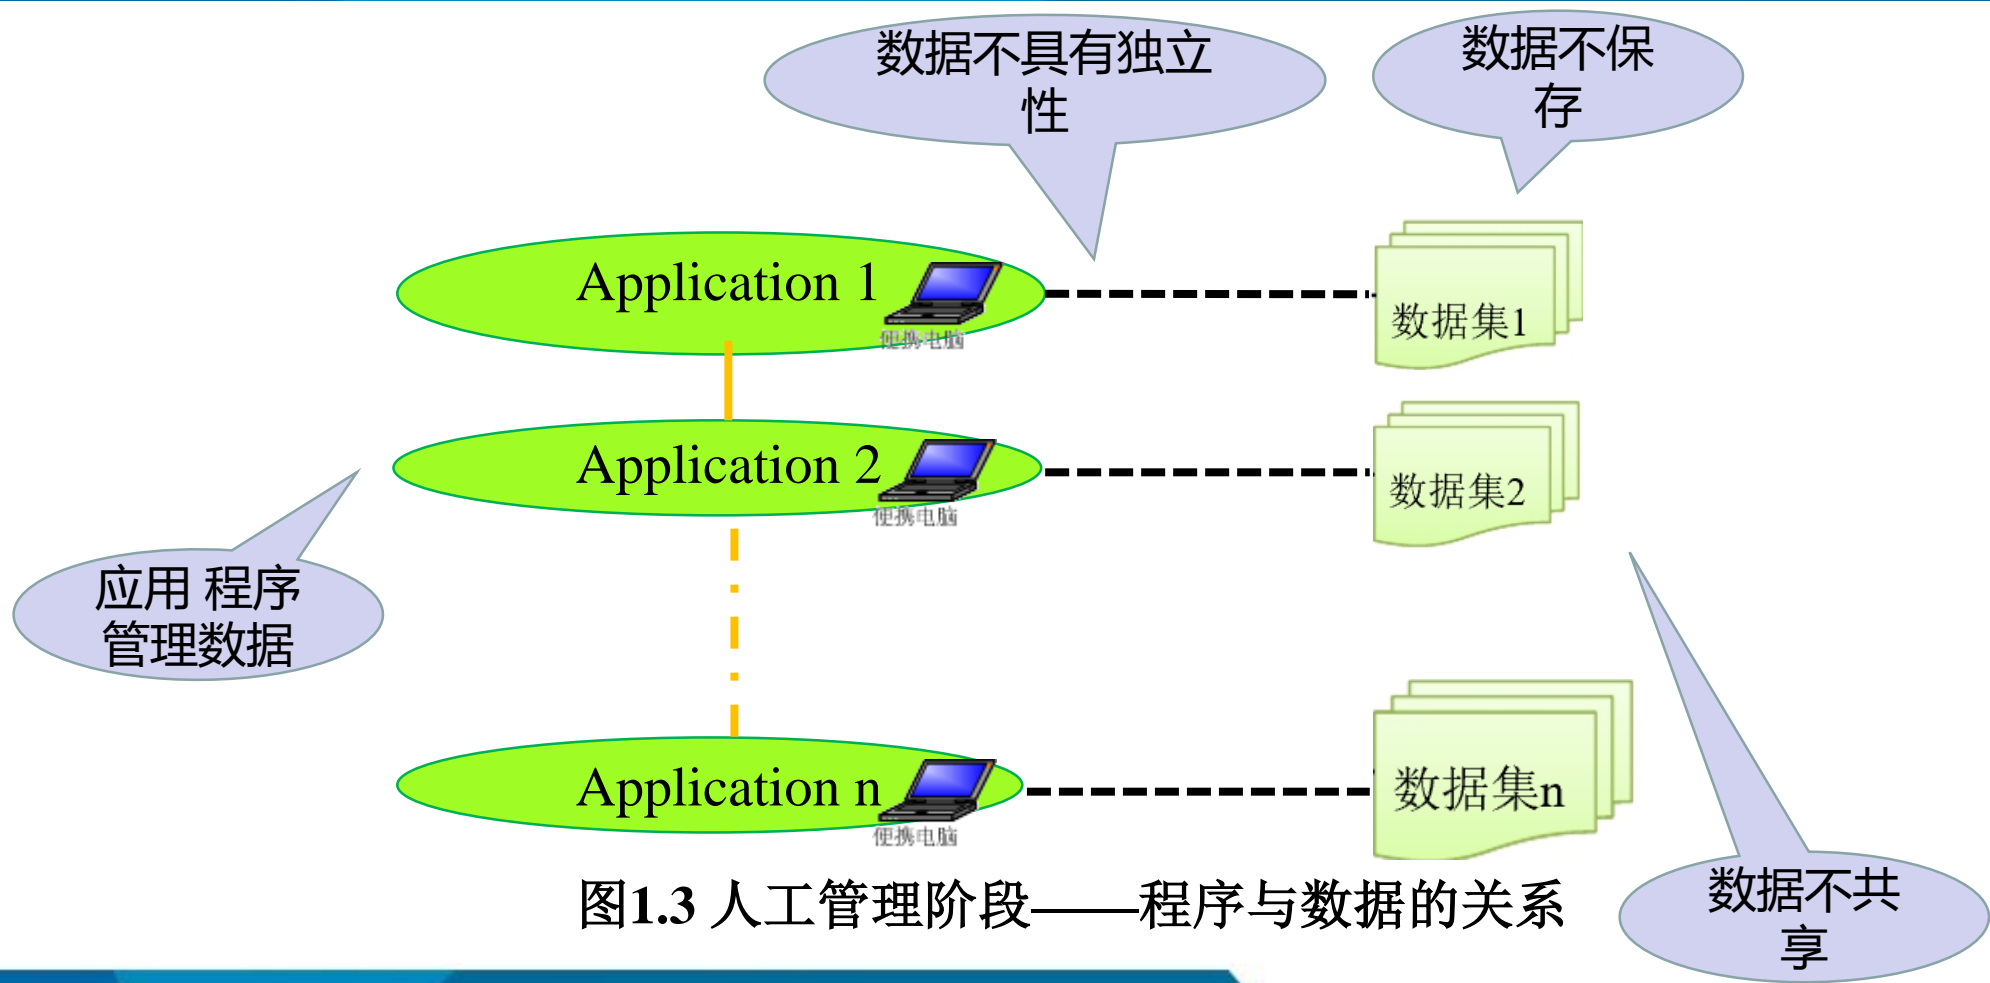 数据不具有独立
性
数据不保
存
Application 1
便携电脑
数据集1
Application 2
便携电脑
数据集2
应用 程序
管理数据
Application n
便携电脑
数据集n
图1.3 人工管理阶段——程序与数据的关系
数据不共
享